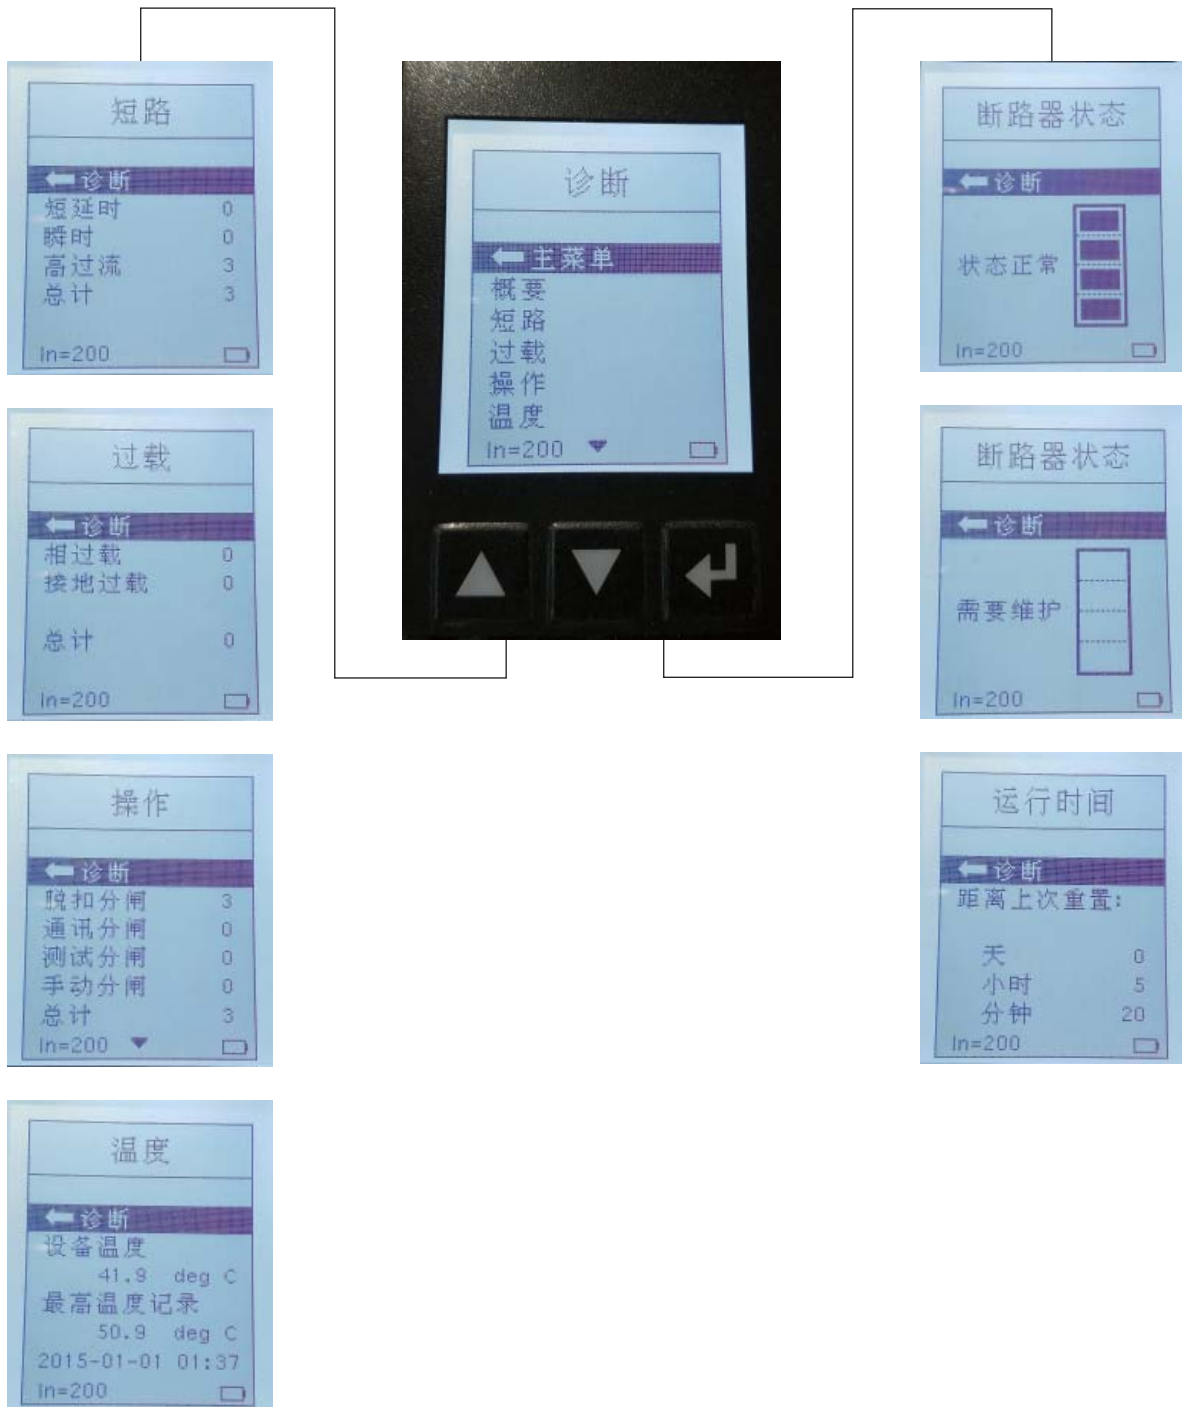 短路
诊断
短延时 0
瞬时 0
高过流 3
总计 3
In=200
过载
诊断
相过载 0
接地过载 0
总计 0
In=200
操作
诊断
脱扣分闸 3
通讯分闸 0
测试分闸 0
手动分闸 0
总计 3
In=200
温度
诊断
设备温度
41.9 deg C
最高温度记录
50.9 deg C
2015-01-01 01:37
In=200
诊断
主菜单
概要
短路
过载
操作
温度
In=200
断路器状态
诊断
状态正常
In=200
断路器状态
诊断
需要维护
In=200
运行时间
诊断
距离上次重置:
天 0
小时 5
分钟 20
In=200